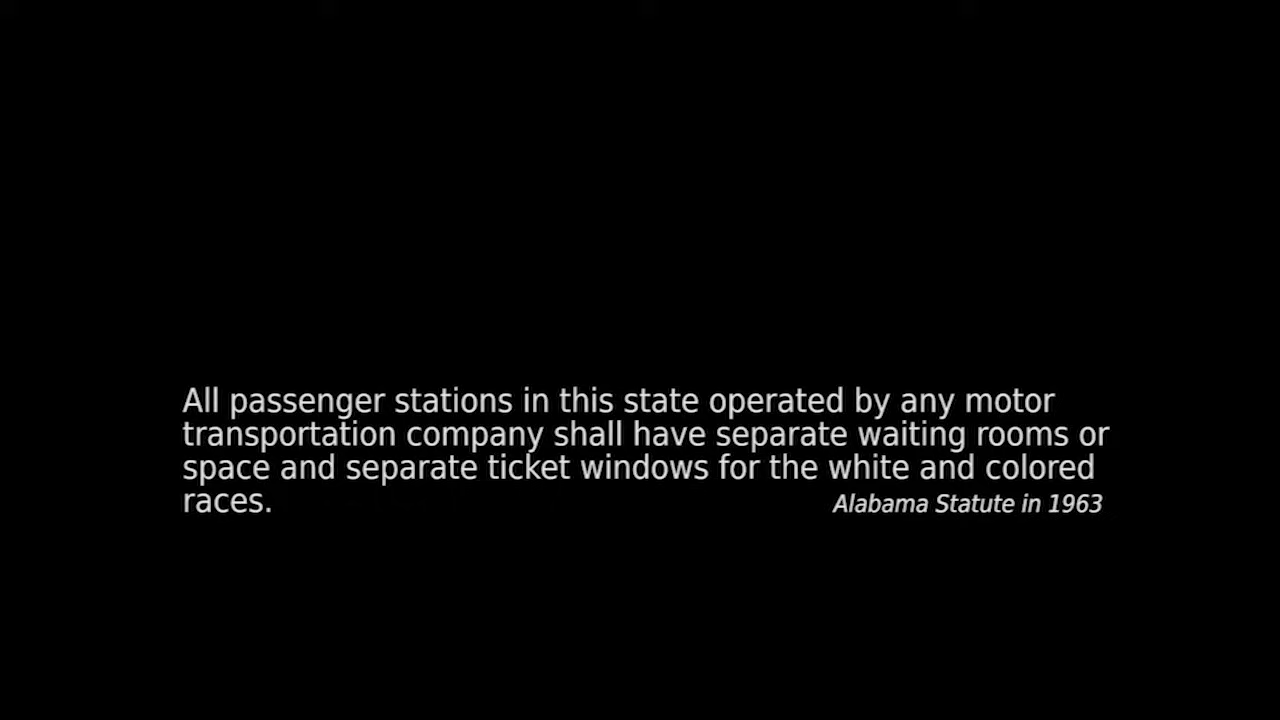 All passenger stations in this state operated by any motor
transportation company shall have separate waiting rooms or
space and separate ticket windows for the white and colored
races.
Alabama Statute in 1963